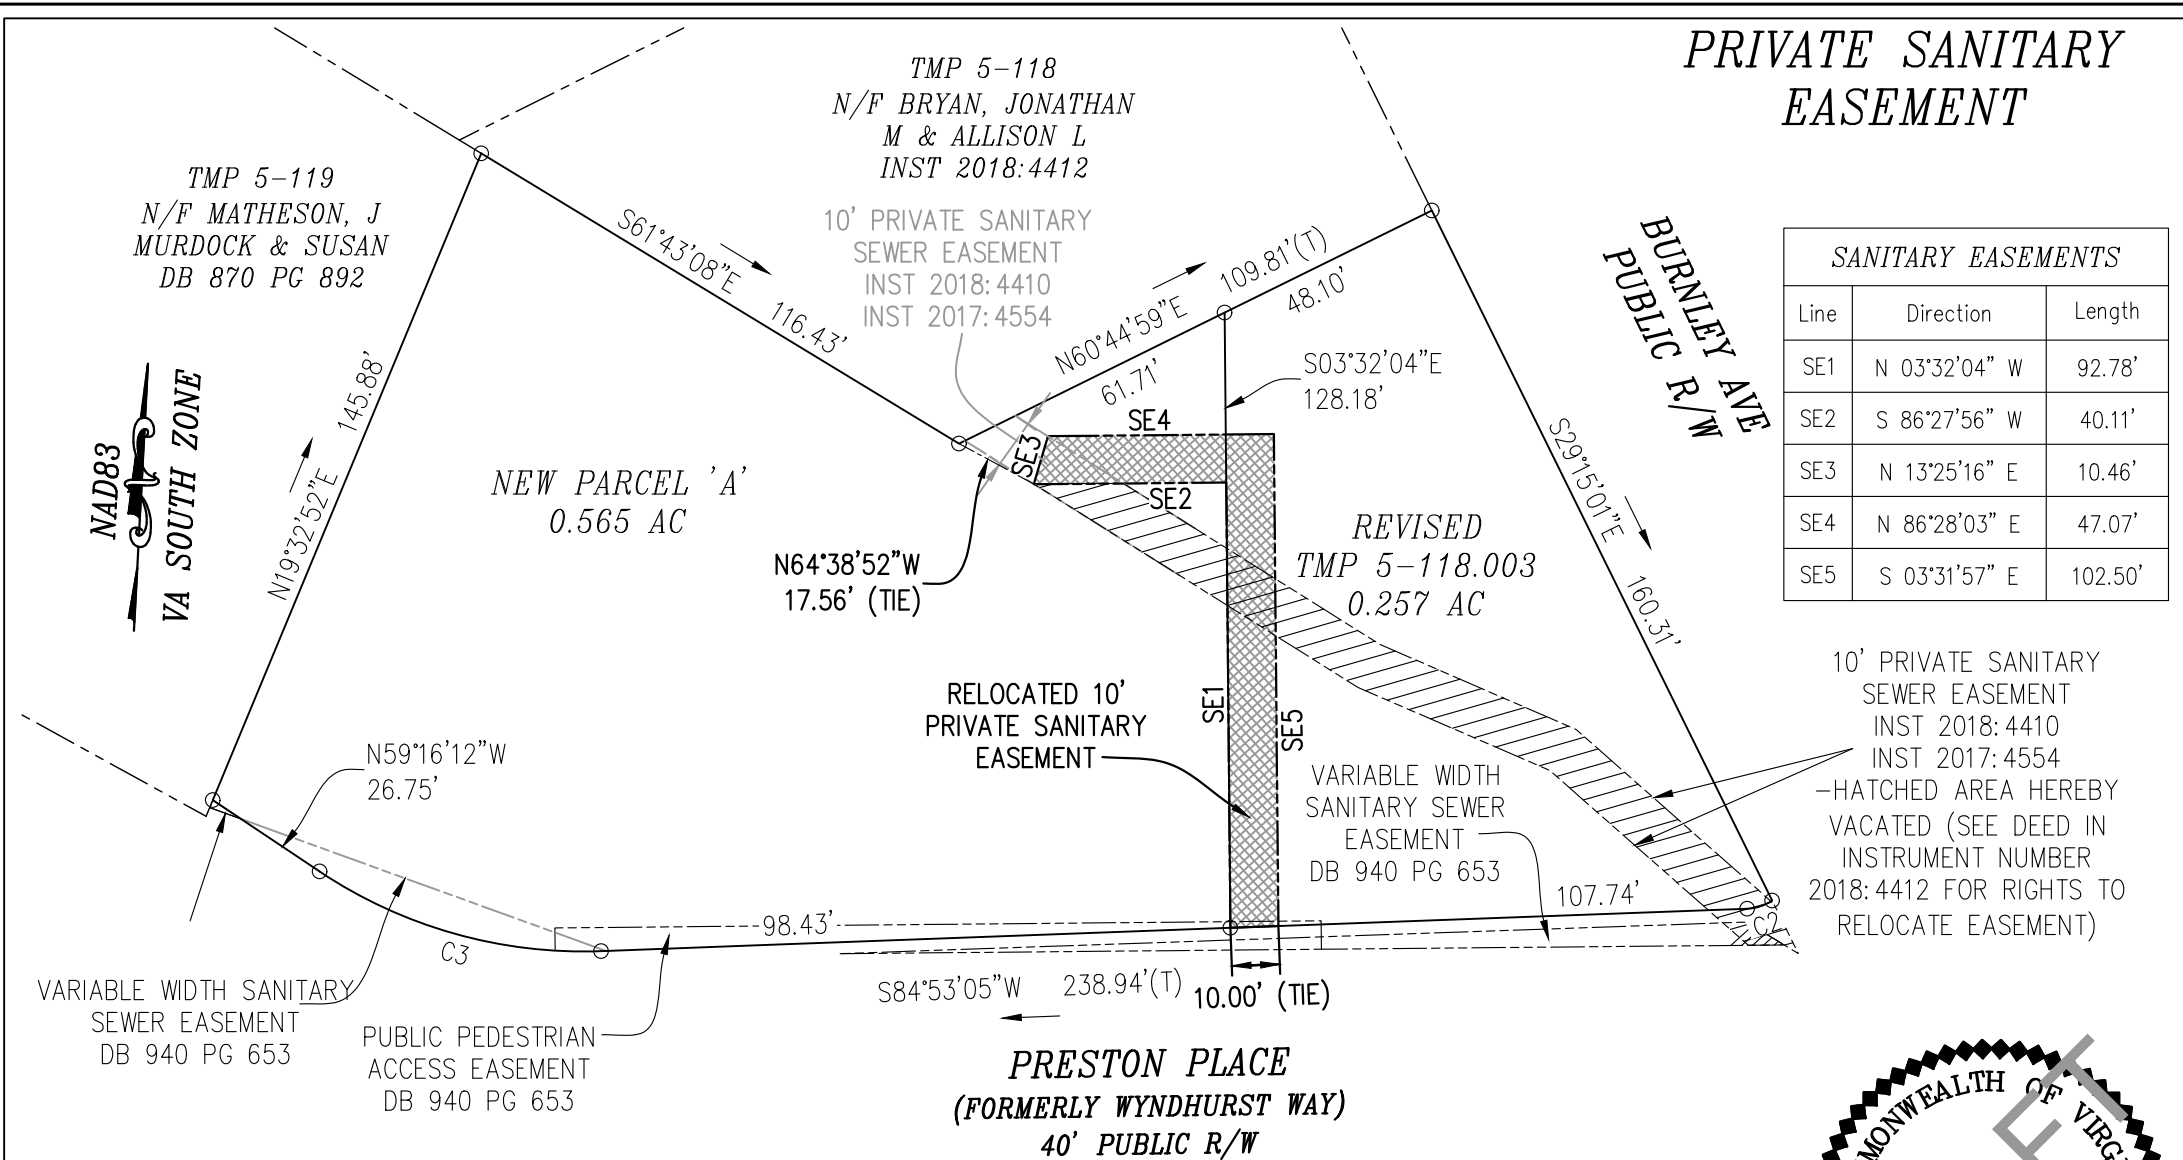 PRIVATE SANITARY
EASEMENT
TMP 5-118
N/F BRYAN, JONATHAN
M & ALLISON L
INST 2018:4412
TMP 5-119
N/F MATHESON, J
MURDOCK & SUSAN
DB 870 PG 892
10' PRIVATE SANITARY
SEWER EASEMENT
INST 2018:4410
INST 2017:4554
S61°43'08"E
116.43'
N60°44'59"E
109.81'(T)
61.71'
48.10'
BURNLEY AVE
PUBLIC R/W
SANITARY EASEMENTS
Line Direction Length
SE1 N 03°32'04" W 92.78'
SE2 S 86°27'56" W 40.11'
SE3 N 13°25'16" E 10.46'
SE4 N 86°28'03" E 47.07'
SE5 S 03°31'57" E 102.50'
S03°32'04"E
128.18'
NAD83
VA SOUTH ZONE
N19°32'52"E
145.88'
NEW PARCEL 'A'
0.565 AC
SE3
SE4
SE2
S29°15'01"E
160.31'
N64°38'52"W
17.56' (TIE)
REVISED
TMP 5-118.003
0.257 AC
RELOCATED 10'
PRIVATE SANITARY
EASEMENT
SE1
SE5
10' PRIVATE SANITARY
SEWER EASEMENT
INST 2018:4410
INST 2017:4554
-HATCHED AREA HEREBY
VACATED (SEE DEED IN
INSTRUMENT NUMBER
2018:4412 FOR RIGHTS TO
RELOCATE EASEMENT)
N59°16'12"W
26.75'
VARIABLE WIDTH
SANITARY SEWER
EASEMENT
DB 940 PG 653
98.43'
107.74'
C3
C2
VARIABLE WIDTH SANITARY
SEWER EASEMENT
DB 940 PG 653
PUBLIC PEDESTRIAN
ACCESS EASEMENT
DB 940 PG 653
S84°53'05"W 238.94'(T)
10.00' (TIE)
PRESTON PLACE
(FORMERLY WYNDHURST WAY)
40' PUBLIC R/W
MONWEALTH OF VIRG
ET